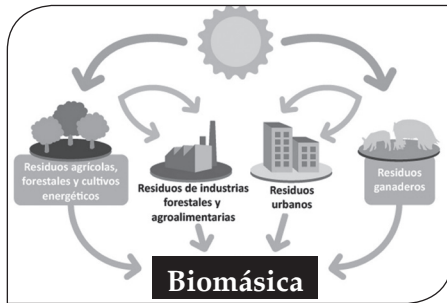 Residuos agrícolas,
forestales y cultivos
energéticos
Residuos de industrias
forestales y
agroalimentarias
Residuos
urbanos
Residuos
ganaderos
Biomásica